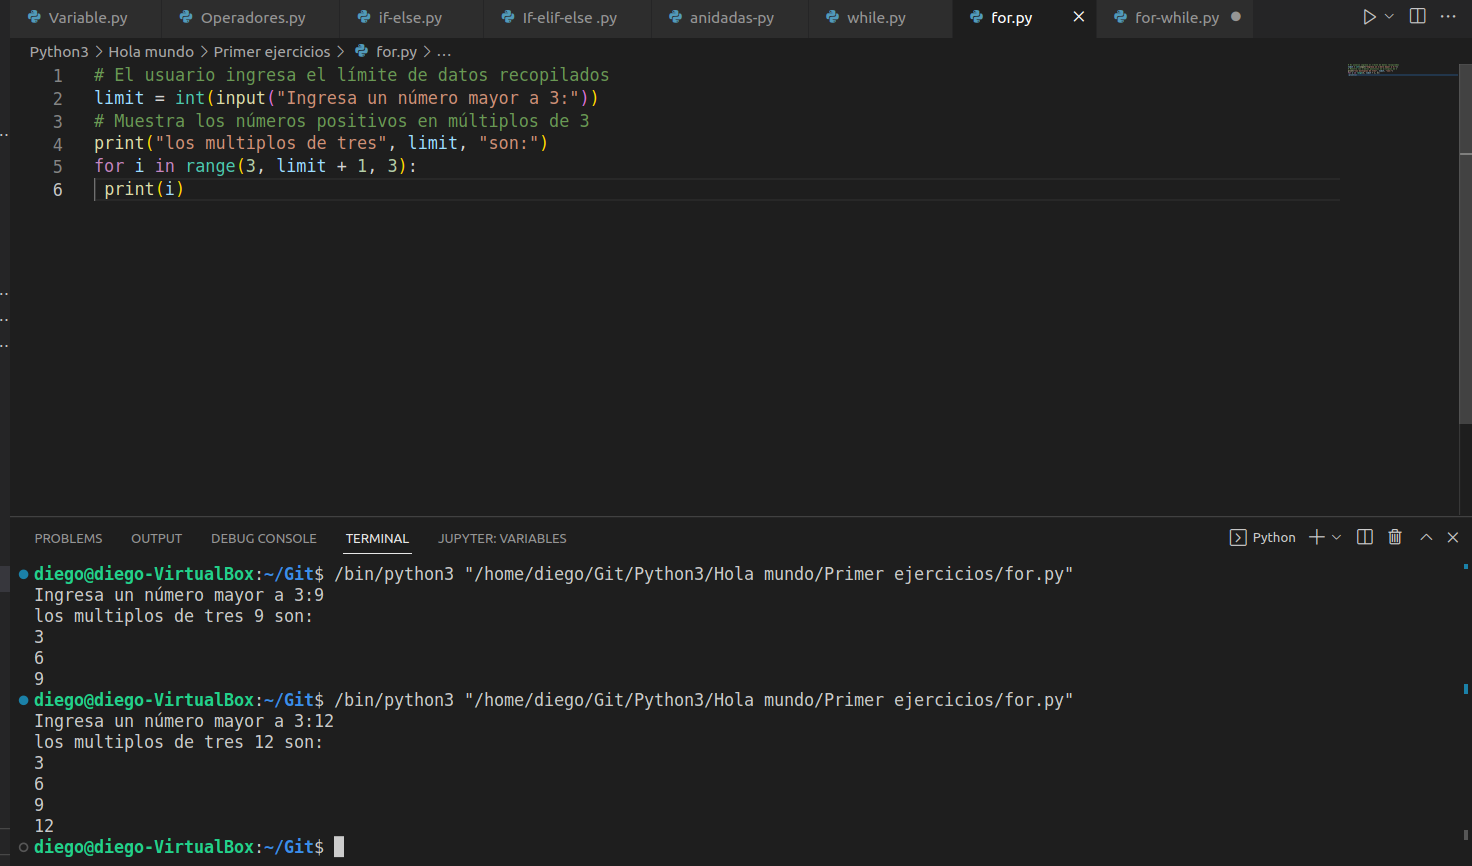 Variable.py Operadores.py if-else.py If-elif-else .py anidadas-py while.py for.py for-while.py
Python3 > Hola mundo > Primer ejercicios > for.py > ...
1 # El usuario ingresa el límite de datos recopilados
2 limit = int(input("Ingresa un número mayor a 3:"))
3 # Muestra los números positivos en múltiplos de 3
4 print("los multiplos de tres", limit, "son:")
5 for i in range(3, limit + 1, 3):
6  print(i)
PROBLEMS OUTPUT DEBUG CONSOLE TERMINAL JUPYTER: VARIABLES Python
diego@diego-VirtualBox:~/Git$ /bin/python3 "/home/diego/Git/Python3/Hola mundo/Primer ejercicios/for.py"
Ingresa un número mayor a 3:9
los multiplos de tres 9 son:
3
6
9
diego@diego-VirtualBox:~/Git$ /bin/python3 "/home/diego/Git/Python3/Hola mundo/Primer ejercicios/for.py"
Ingresa un número mayor a 3:12
los multiplos de tres 12 son:
3
6
9
12
diego@diego-VirtualBox:~/Git$